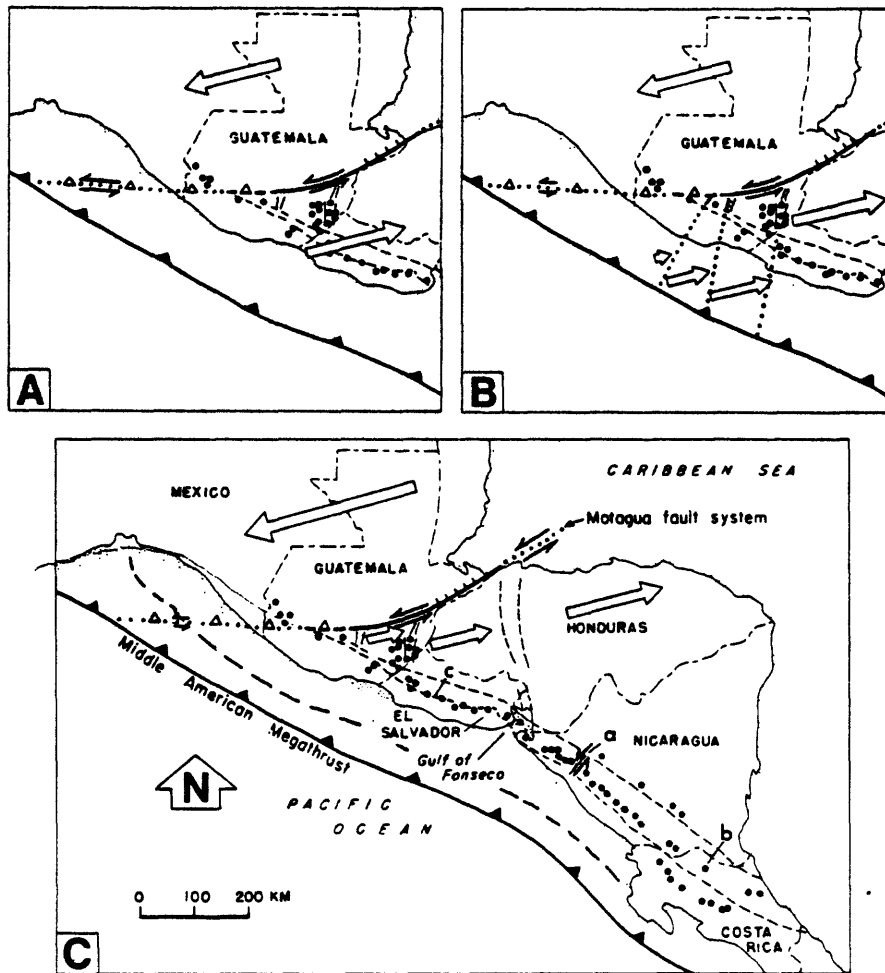 GUATEMALA
A
GUATEMALA
B
CARIBBEAN SEA
MEXICO
Motagua fault system
GUATEMALA
HONDURAS
c
EL
SALVADOR
a
NICARAGUA
Gulf of
Fonseca
Middle American Megathrust
N
PACIFIC
OCEAN
b
0 100 200 KM
COSTA
RICA
C